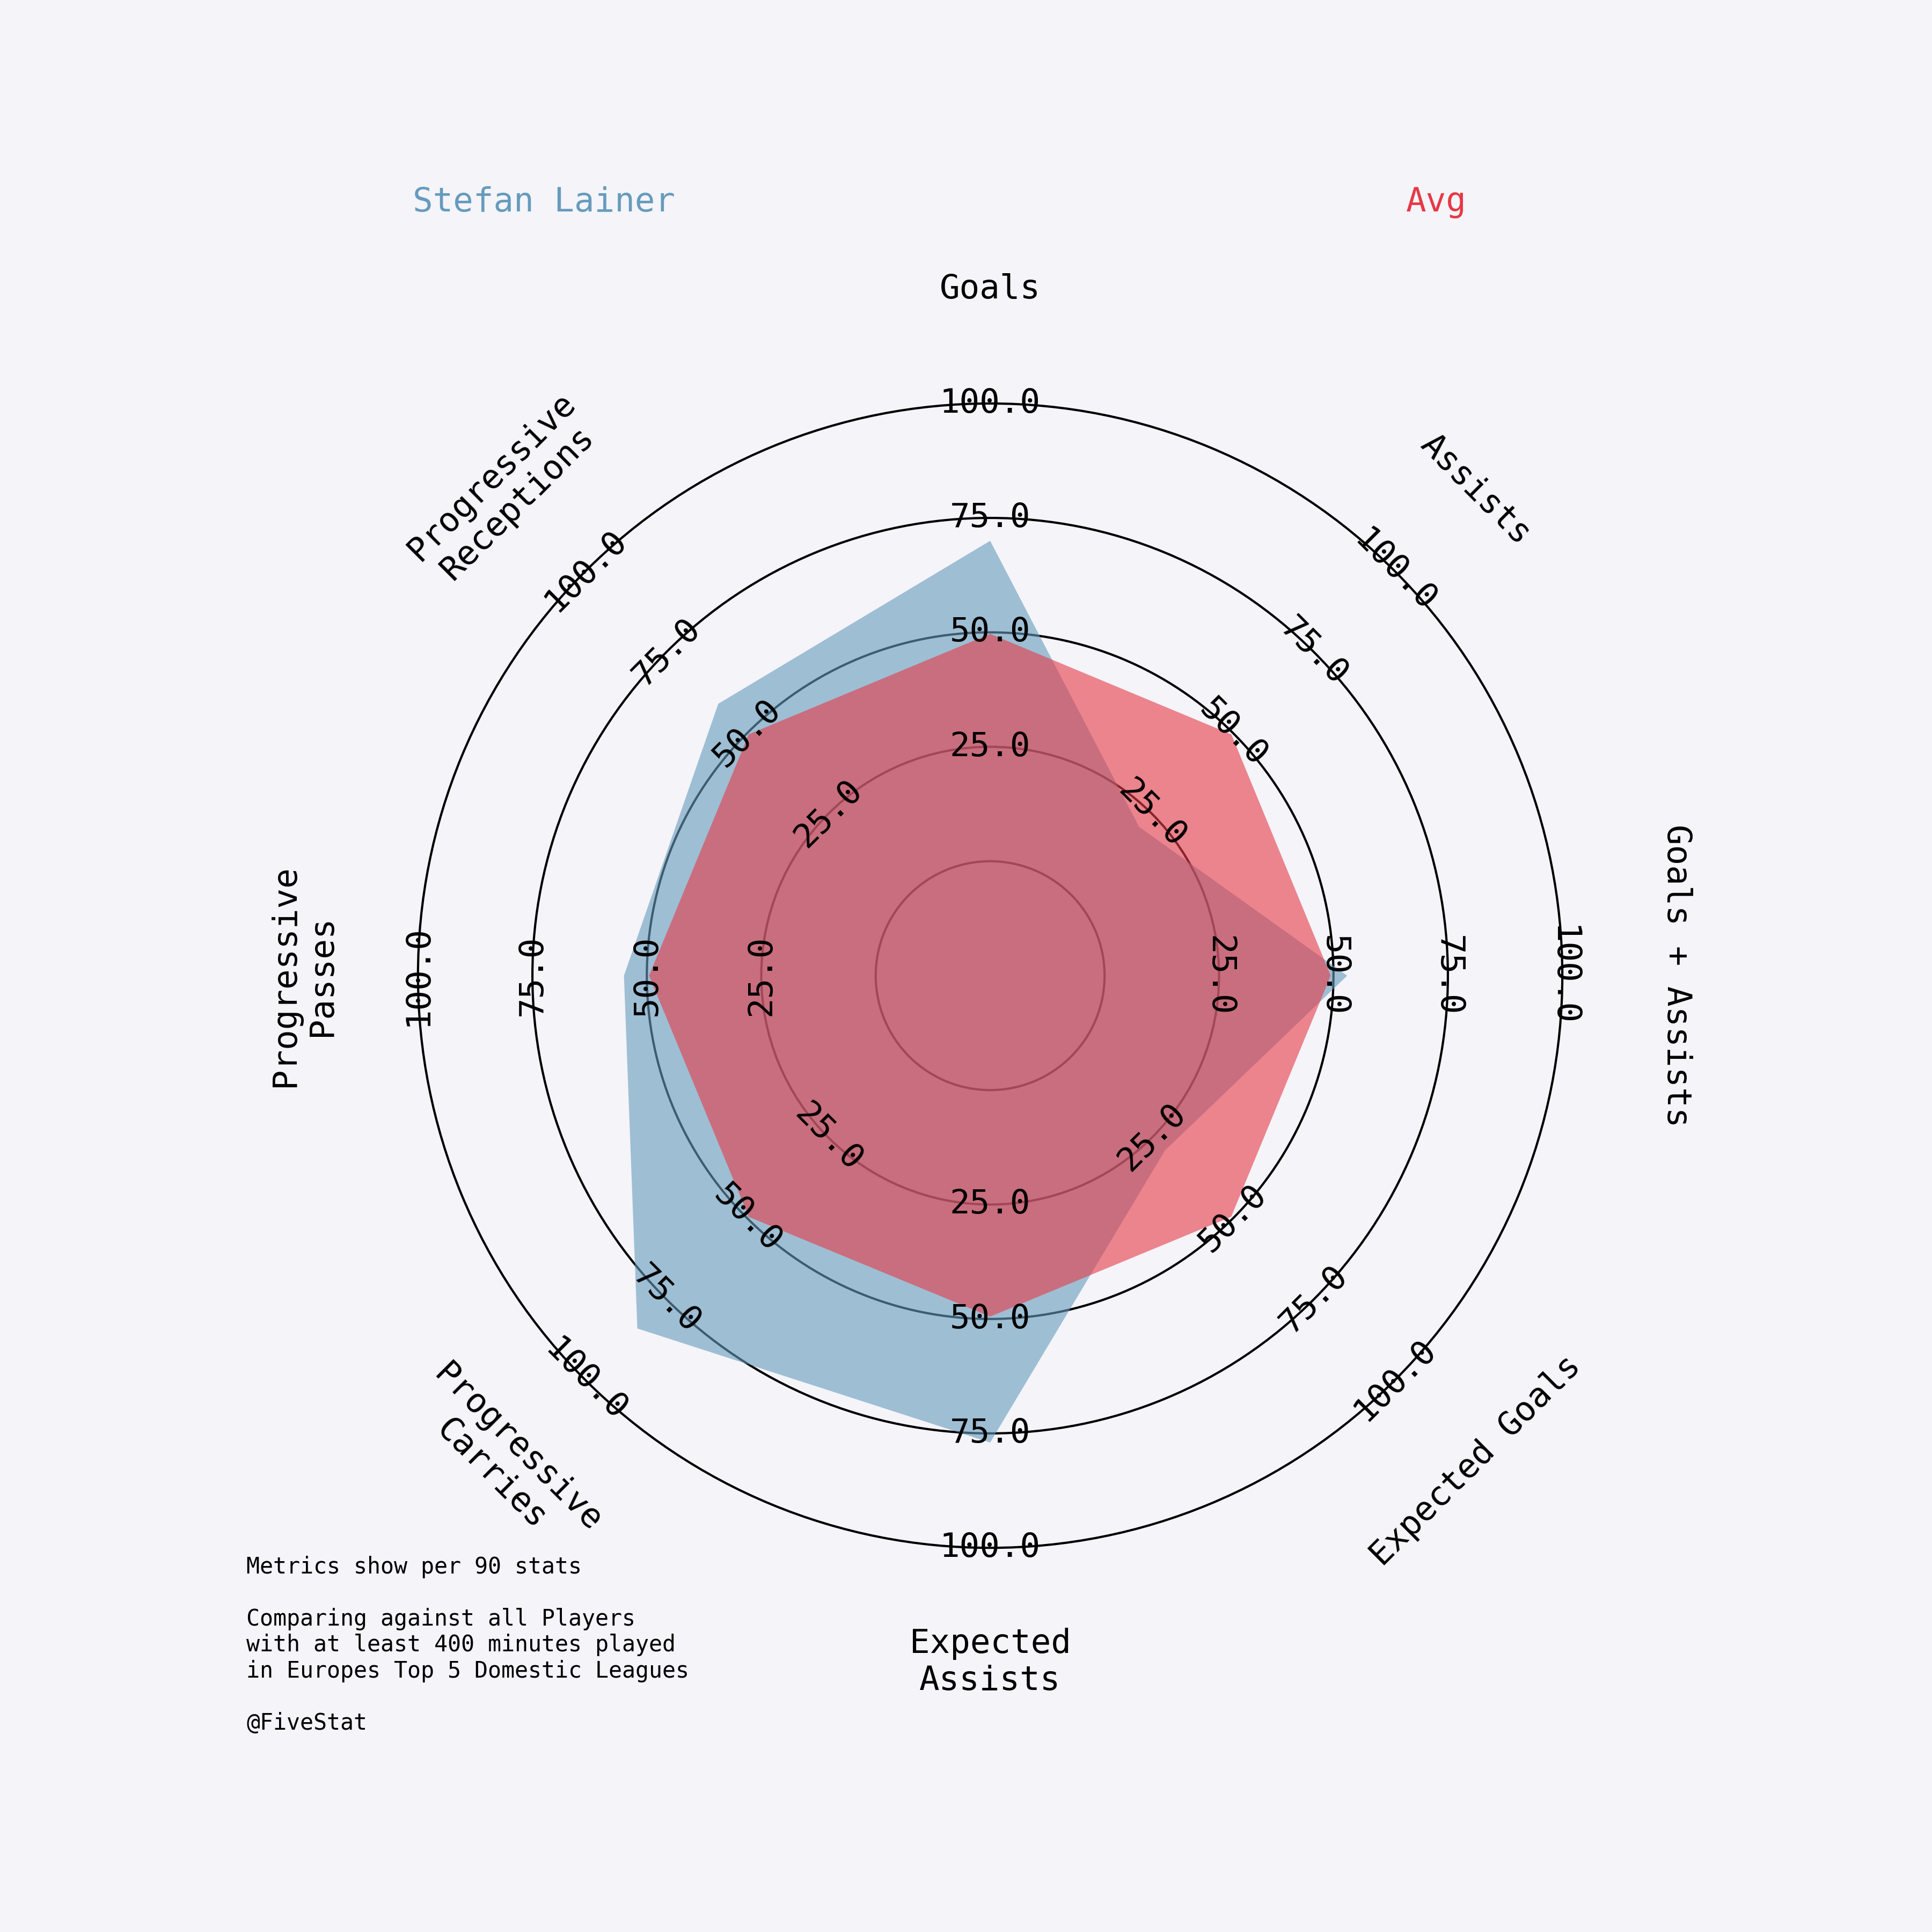 Stefan Lainer
Avg
Goals
Assists
Goals + Assists
Expected Goals
Expected
Assists
Progressive
Carries
Progressive
Passes
Progressive
Receptions
25.0
50.0
75.0
100.0
25.0
50.0
75.0
100.0
25.0
50.0
75.0
100.0
25.0
50.0
75.0
100.0
25.0
50.0
75.0
100.0
25.0
50.0
75.0
100.0
25.0
50.0
75.0
100.0
25.0
50.0
75.0
100.0
Metrics show per 90 stats
Comparing against all Players
with at least 400 minutes played
in Europes Top 5 Domestic Leagues
@FiveStat